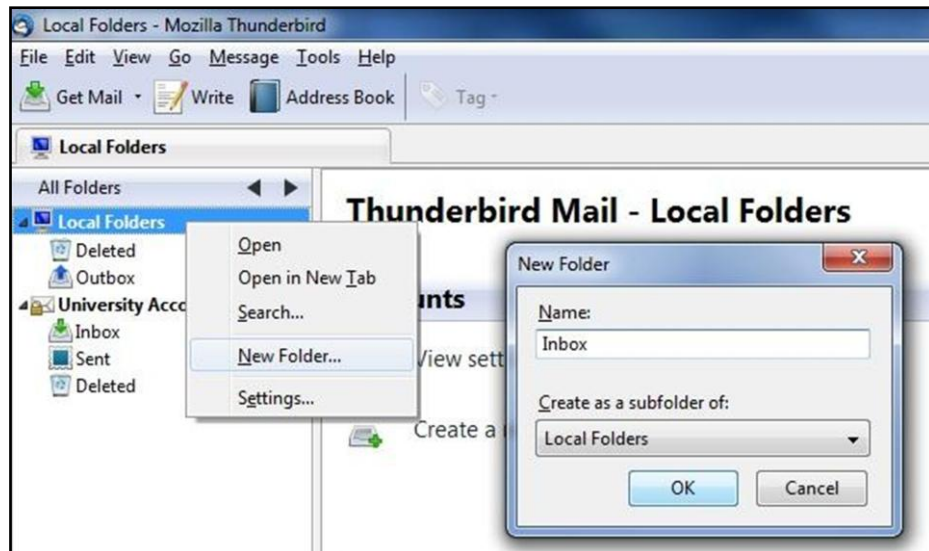 Local Folders - Mozilla Thunderbird
File Edit View Go Message Tools Help
Get Mail Write Address Book Tag
Local Folders
All Folders
Local Folders
Deleted
Outbox
University Acco
Inbox
Sent
Deleted
Open
Open in New Tab
Search...
New Folder...
Settings...
Thunderbird Mail - Local Folders
unts
View sett
Create a
New Folder
Name:
Inbox
Create as a subfolder of:
Local Folders
OK Cancel